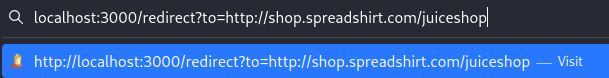 localhost:3000/redirect?to=http://shop.spreadshirt.com/juiceshop
http://localhost:3000/redirect?to=http://shop.spreadshirt.com/juiceshop — Visit